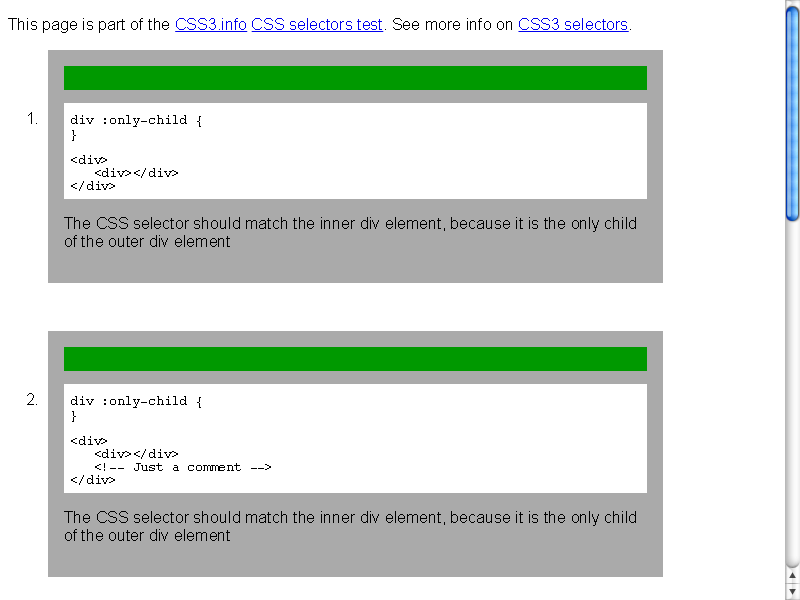 This page is part of the CSS3.info CSS selectors test. See more info on CSS3 selectors.
1.
div :only-child {
}
<div>
   <div></div>
</div>
The CSS selector should match the inner div element, because it is the only child
of the outer div element
2.
div :only-child {
}
<div>
   <div></div>
   <!-- Just a comment -->
</div>
The CSS selector should match the inner div element, because it is the only child
of the outer div element